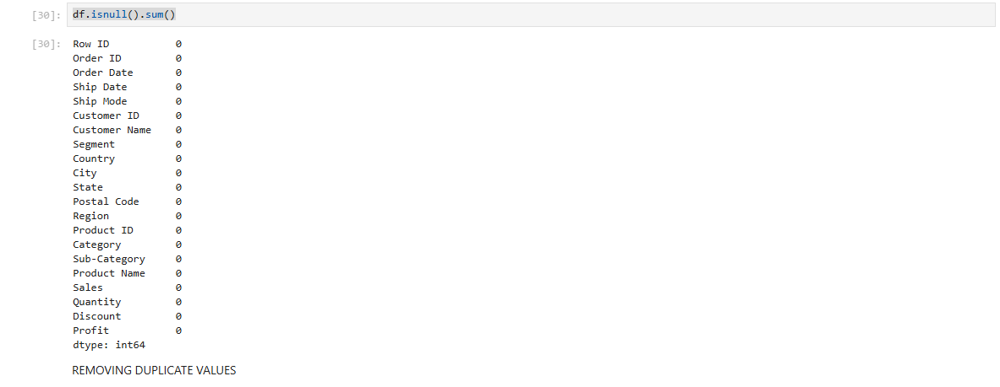 [30]: df.isnull().sum()
[30]: Row ID 0
Order ID 0
Order Date 0
Ship Date 0
Ship Mode 0
Customer ID 0
Customer Name 0
Segment 0
Country 0
City 0
State 0
Postal Code 0
Region 0
Product ID 0
Category 0
Sub-Category 0
Product Name 0
Sales 0
Quantity 0
Discount 0
Profit 0
dtype: int64
REMOVING DUPLICATE VALUES